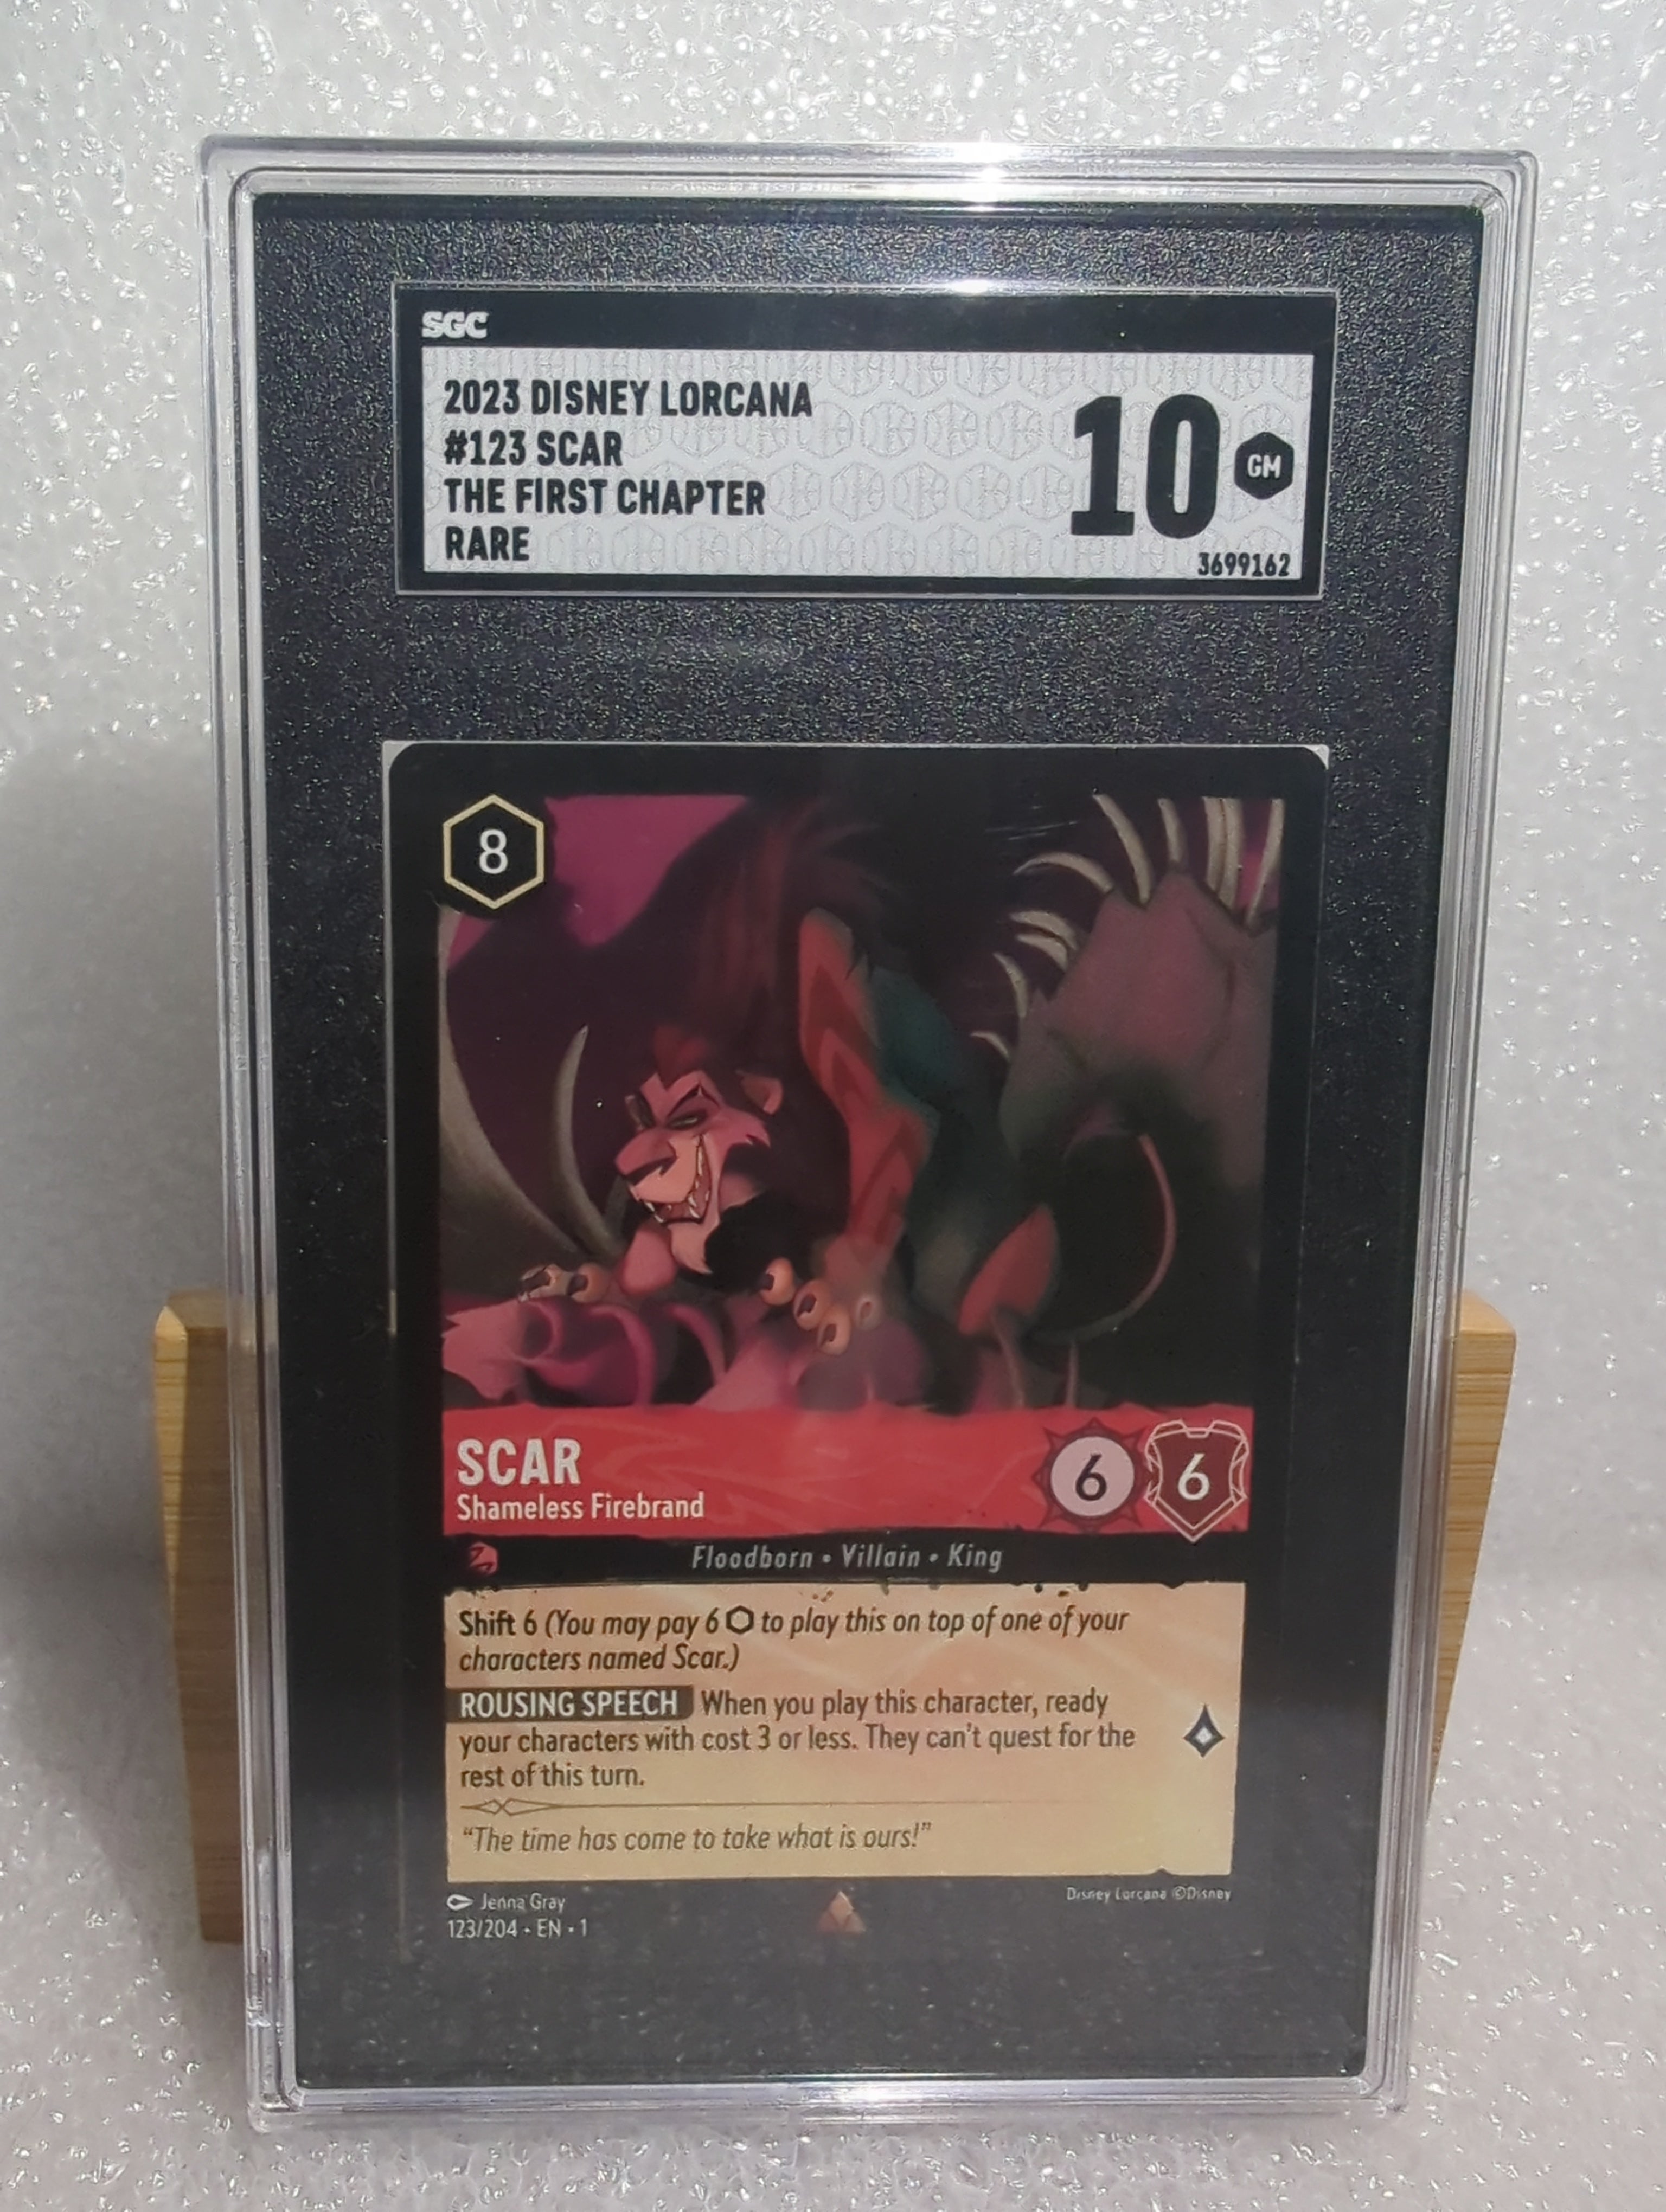 SGC
2023 DISNEY LORCANA
#123 SCAR
THE FIRST CHAPTER
RARE
10 GM
3699162
8
SCAR
Shameless Firebrand
6 6
Floodborn • Villain • King
Shift 6 (You may pay 6 ⬡ to play this on top of one of your
characters named Scar.)
ROUSING SPEECH When you play this character, ready
your characters with cost 3 or less. They can't quest for the
rest of this turn.
"The time has come to take what is ours!"
Jenna Gray
123/204 • EN • 1
Disney Lorcana ©Disney